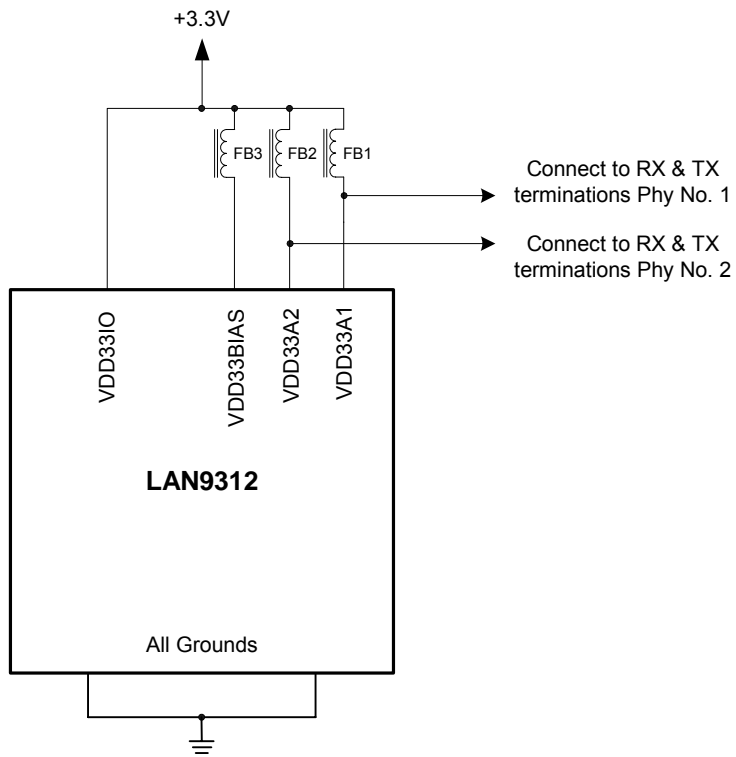 +3.3V
FB3
FB2
FB1
Connect to RX & TX
terminations Phy No. 1
Connect to RX & TX
terminations Phy No. 2
VDD33IO
VDD33BIAS
VDD33A2
VDD33A1
LAN9312
All Grounds